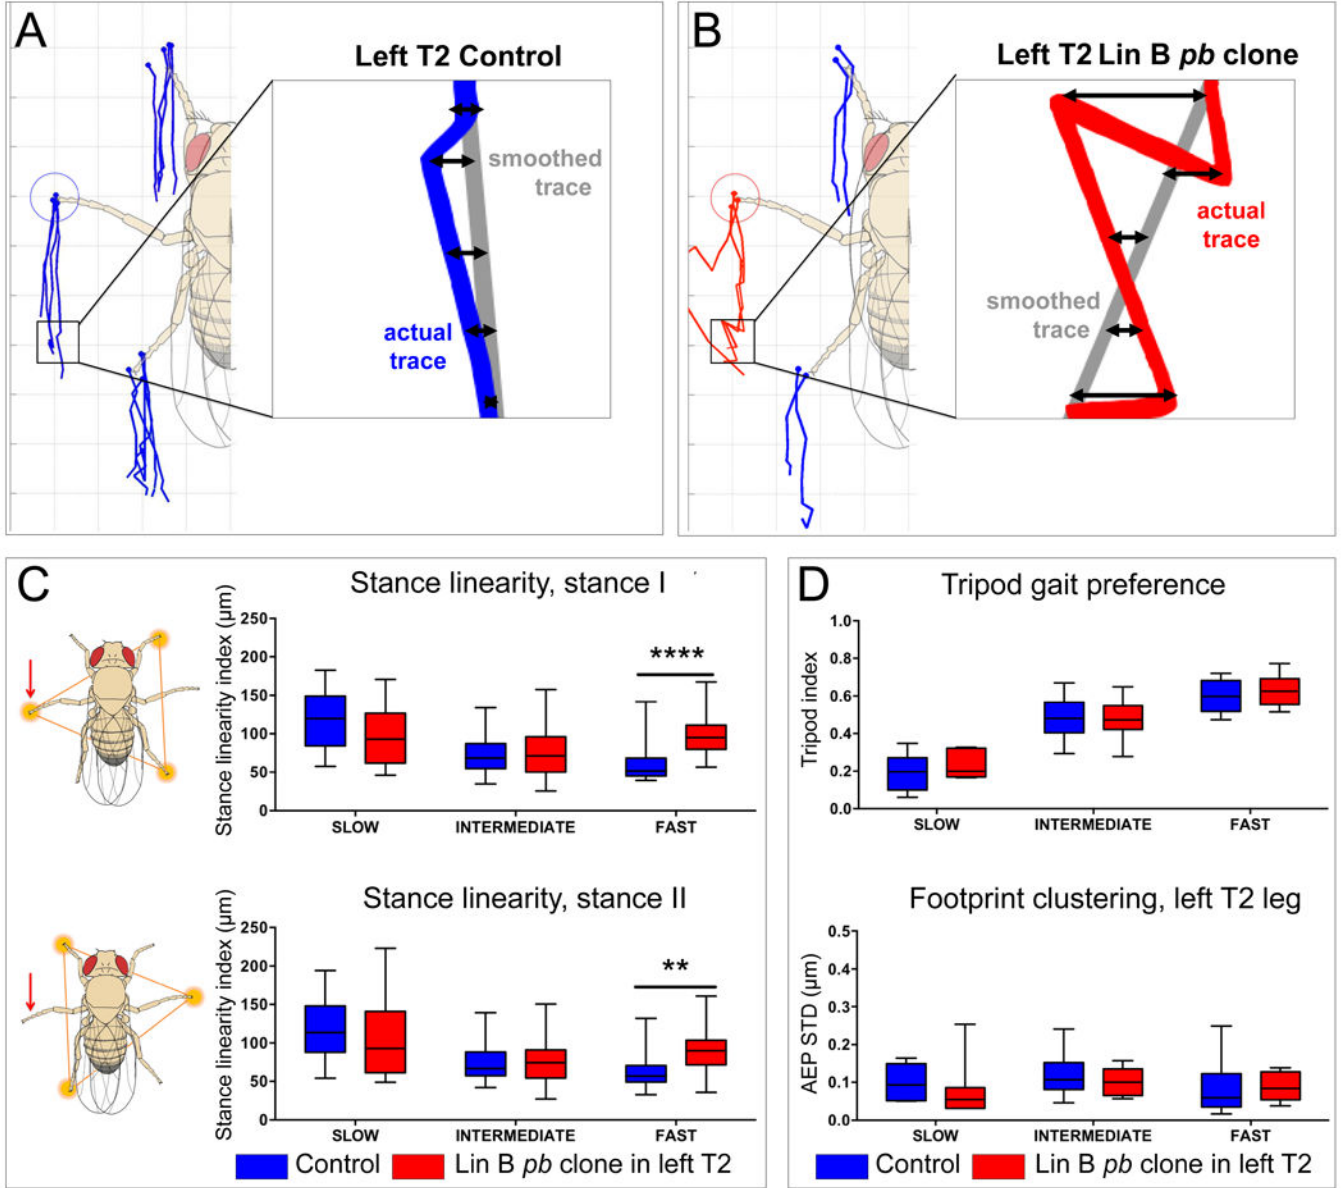 A
Left T2 Control
smoothed
trace
actual
trace
B
Left T2 Lin B pb clone
actual
trace
smoothed
trace
C
Stance linearity, stance I
Stance linearity index (µm)
250
200
150
100
50
0
****
SLOW INTERMEDIATE FAST
Stance linearity, stance II
Stance linearity index (µm)
250
200
150
100
50
0
**
SLOW INTERMEDIATE FAST
Control Lin B pb clone in left T2
D
Tripod gait preference
Tripod index
1.0
0.8
0.6
0.4
0.2
0.0
SLOW INTERMEDIATE FAST
Footprint clustering, left T2 leg
AEP STD (µm)
0.5
0.4
0.3
0.2
0.1
0.0
SLOW INTERMEDIATE FAST
Control Lin B pb clone in left T2